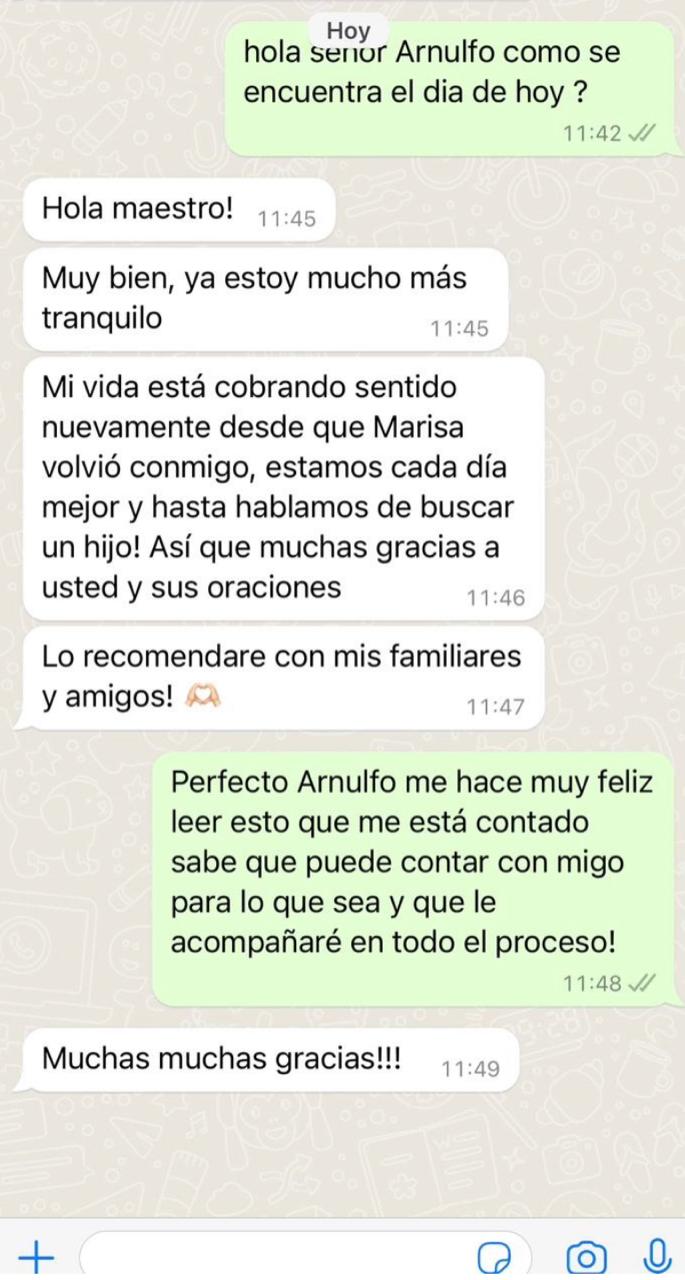 Hoy
hola señor Arnulfo como se
encuentra el dia de hoy ?
11:42
Hola maestro! 11:45
Muy bien, ya estoy mucho más
tranquilo 11:45
Mi vida está cobrando sentido
nuevamente desde que Marisa
volvió conmigo, estamos cada día
mejor y hasta hablamos de buscar
un hijo! Así que muchas gracias a
usted y sus oraciones 11:46
Lo recomendare con mis familiares
y amigos! 🫶🏻 11:47
Perfecto Arnulfo me hace muy feliz
leer esto que me está contado
sabe que puede contar con migo
para lo que sea y que le
acompañaré en todo el proceso!
11:48
Muchas muchas gracias!!! 11:49